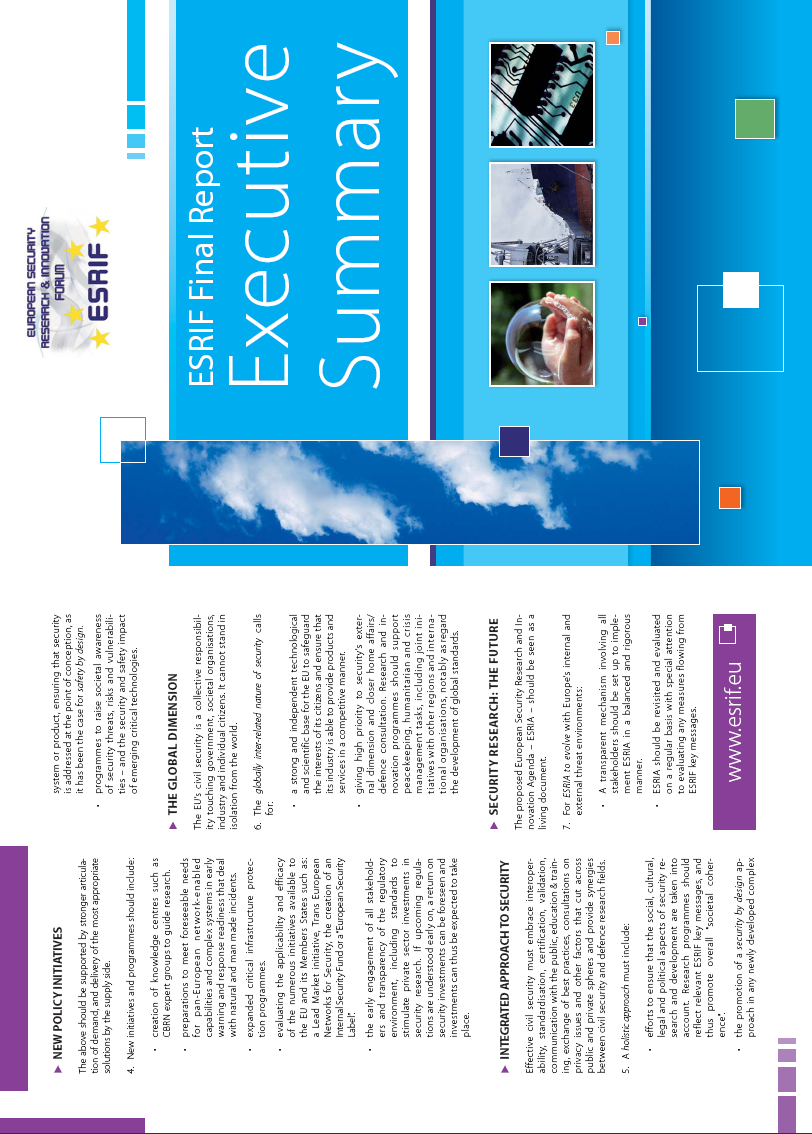 NEW POLICY INITIATIVES
The above should be supported by stronger articula-
tion of demand, and delivery of the most appropriate
solutions by the supply side.
4. New initiatives and programmes should include:
creation of knowledge centres such as
CBRN expert groups to guide research.
• preparations to meet foreseeable needs
for pan-European network-enabled
capabilities and complex systems in early
warning and response readiness that deal
with natural and man made incidents.
• expanded critical infrastructure protec-
tion programmes.
• evaluating the applicability and efficacy
of the numerous initiatives available to
the EU and its Members States such as:
a Lead Market initiative, Trans European
Networks for Security, the creation of an
Internal Security Fund or a "European Security
Label".
• the early engagement of all stakehold-
ers and transparency of the regulatory
environment, including standards to
stimulate private sector investments in
security research. If upcoming regula-
tions are understood early on, a return on
security investments can be foreseen and
investments can thus be expected to take
place.
INTEGRATED APPROACH TO SECURITY
Effective civil security must embrace interoper-
ability, standardisation, certification, validation,
communication with the public, education & train-
ing, exchange of best practices, consultations on
privacy issues and other factors that cut across
public and private spheres and provide synergies
between civil security and defence research fields.
5. A holistic approach must include:
• efforts to ensure that the social, cultural,
legal and political aspects of security re-
search and development are taken into
account. Research programmes should
reflect relevant ESRIF key messages, and
thus promote overall "societal coher-
ence".
• the promotion of a security by design ap-
proach in any newly developed complex
system or product, ensuring that security
is addressed at the point of conception, as
it has been the case for safety by design.
• programmes to raise societal awareness
of security threats, risks and vulnerabili-
ties – and the security and safety impact
of emerging critical technologies.
THE GLOBAL DIMENSION
The EU's civil security is a collective responsibil-
ity touching government, societal organisations,
industry and individual citizens. It cannot stand in
isolation from the world.
6. The globally inter-related nature of security calls
for:
• a strong and independent technological
and scientific base for the EU to safeguard
the interests of its citizens and ensure that
its industry is able to provide products and
services in a competitive manner.
• giving high priority to security's exter-
nal dimension and closer home affairs/
defence consultation. Research and in-
novation programmes should support
peacekeeping, humanitarian and crisis
management tasks, including joint ini-
tiatives with other regions and interna-
tional organisations, notably as regard
the development of global standards.
SECURITY RESEARCH: THE FUTURE
The proposed European Security Research and In-
novation Agenda – ESRIA – should be seen as a
living document.
7. For ESRIA to evolve with Europe's internal and
external threat environments:
• A transparent mechanism involving all
stakeholders should be set up to imple-
ment ESRIA in a balanced and rigorous
manner.
• ESRIA should be revisited and evaluated
on a regular basis with special attention
to evaluating any measures flowing from
ESRIF key messages.
www.esrif.eu
EUROPEAN SECURITY
RESEARCH & INNOVATION
FORUM
ESRIF
ESRIF Final Report
Executive
Summary